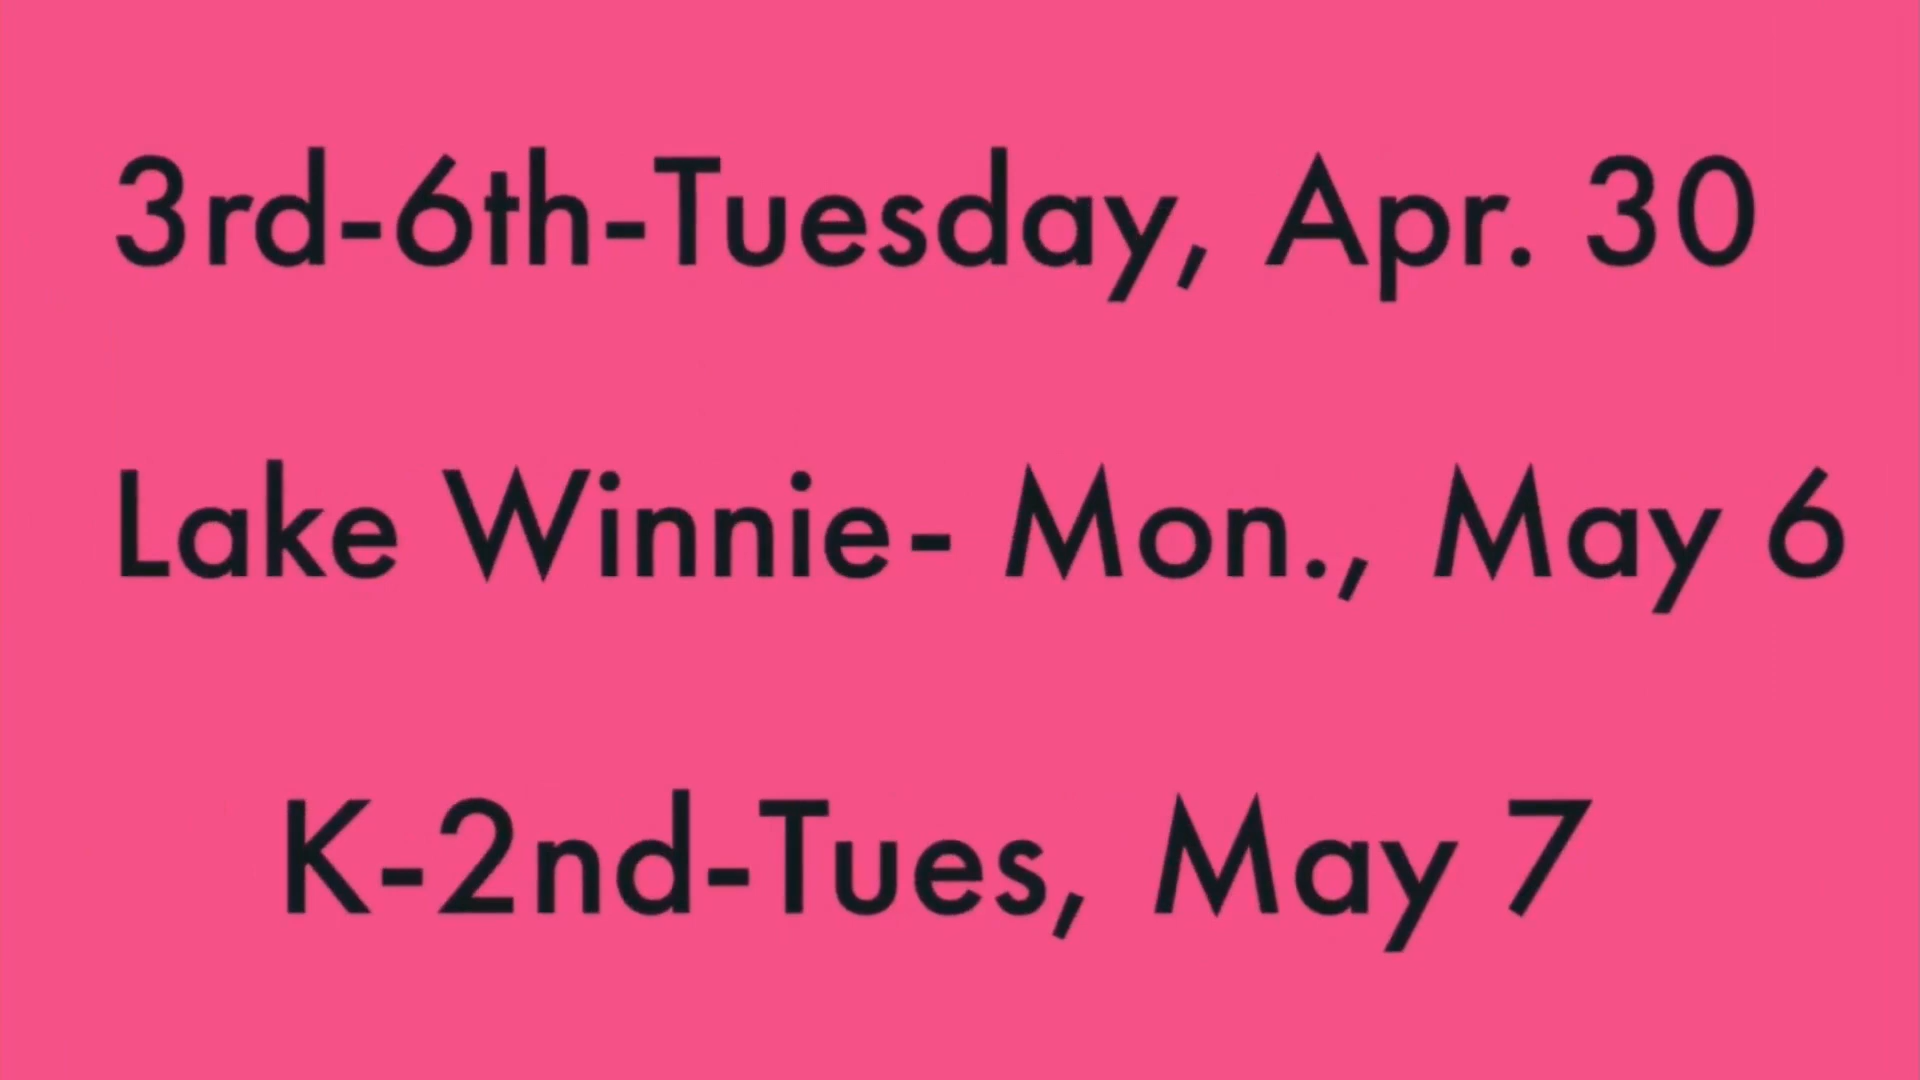 3rd-6th-Tuesday, Apr. 30
Lake Winnie- Mon., May 6
K-2nd-Tues, May 7